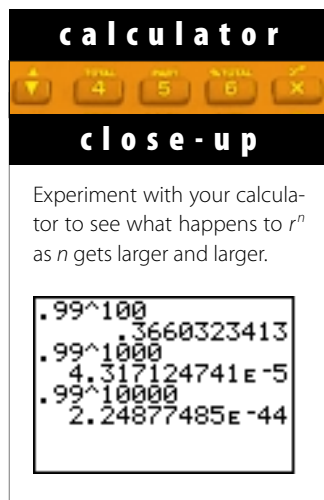 calculator
TOTAL PART %TOTAL
4 5 6 X
close-up
Experiment with your calcula-
tor to see what happens to rⁿ
as n gets larger and larger.
.99^100
.3660323413
.99^1000
4.317124741E-5
.99^10000
2.24877485E-44